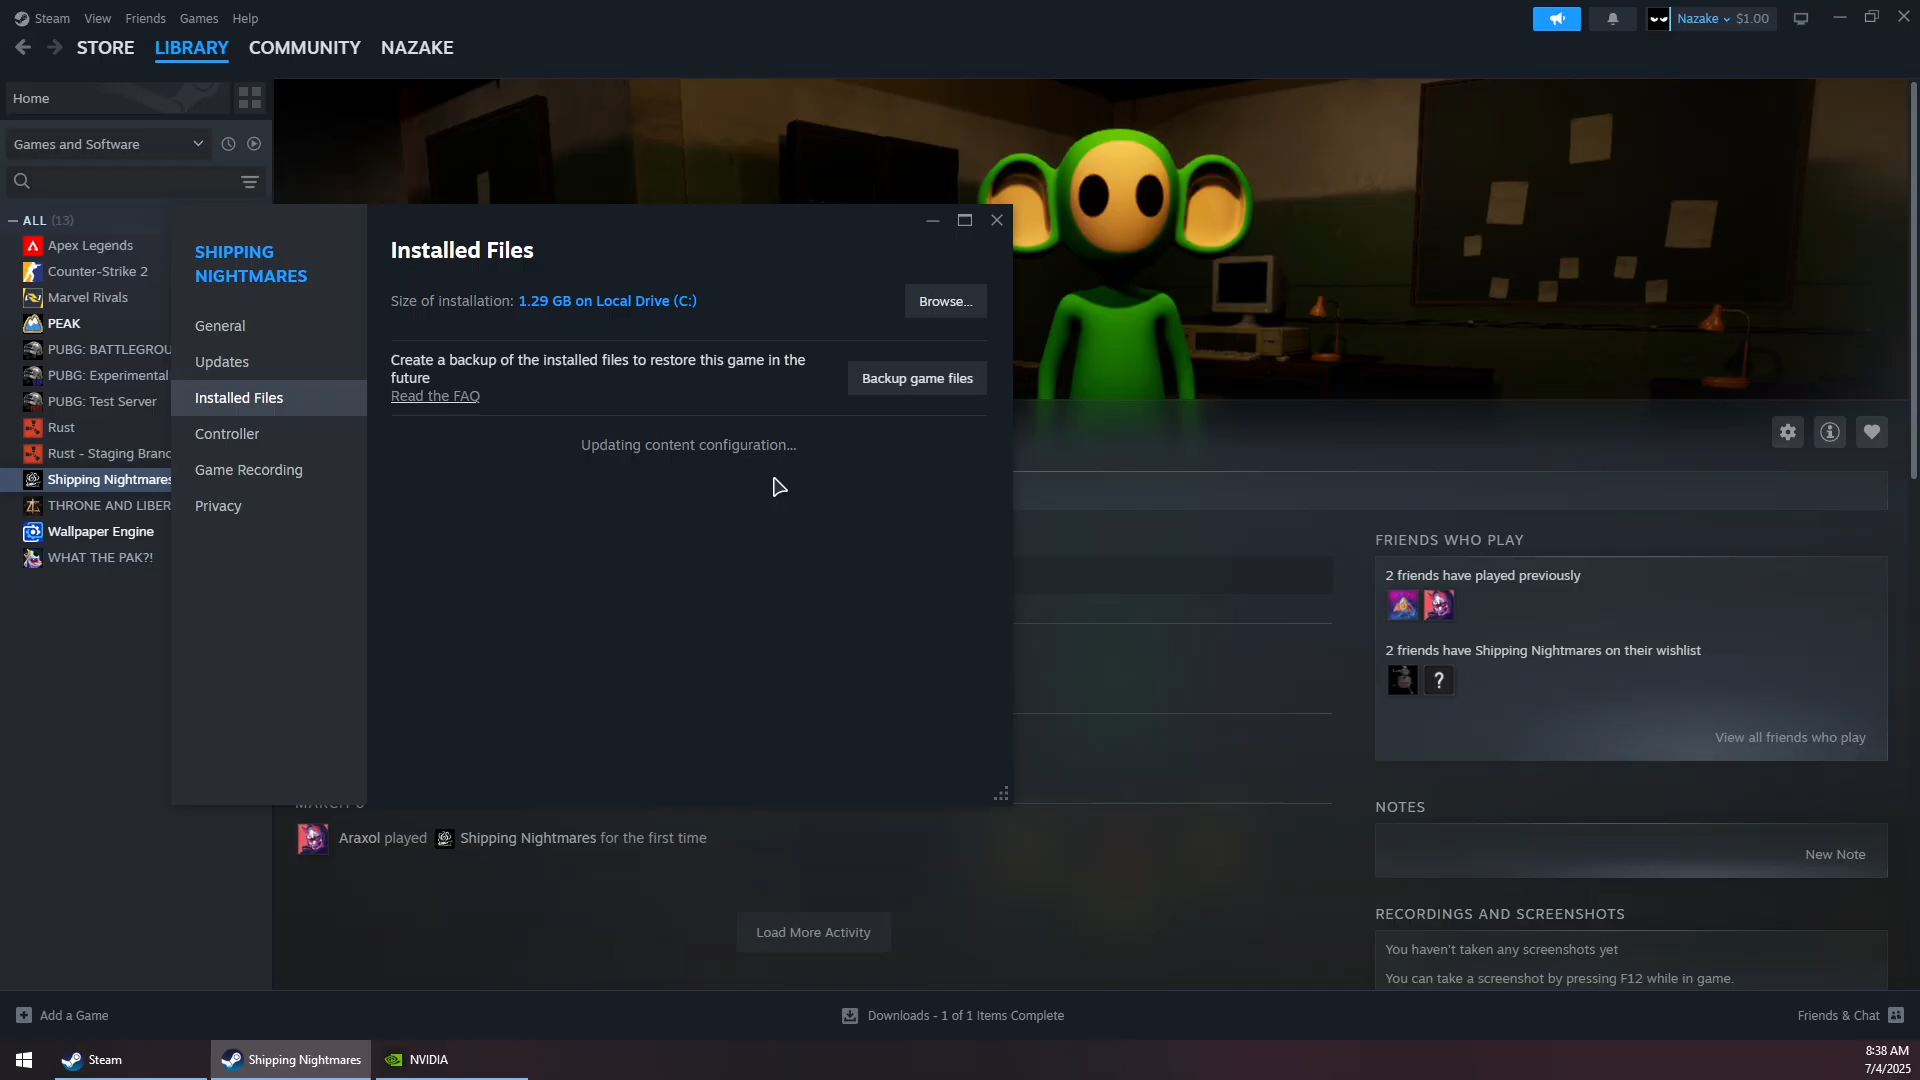 Steam View Friends Games Help
Nazake $1.00
STORE LIBRARY COMMUNITY NAZAKE
Home
Games and Software
ALL (13)
Apex Legends
Counter-Strike 2
Marvel Rivals
PEAK
PUBG: BATTLEGROU
PUBG: Experimental
PUBG: Test Server
Rust
Rust - Staging Branc
Shipping Nightmares
THRONE AND LIBER
Wallpaper Engine
WHAT THE PAK?!
SHIPPING
NIGHTMARES
General
Updates
Installed Files
Controller
Game Recording
Privacy
Installed Files
Size of installation: 1.29 GB on Local Drive (C:)
Browse...
Create a backup of the installed files to restore this game in the
future
Read the FAQ
Backup game files
Updating content configuration...
FRIENDS WHO PLAY
2 friends have played previously
2 friends have Shipping Nightmares on their wishlist
?
View all friends who play
NOTES
New Note
RECORDINGS AND SCREENSHOTS
You haven't taken any screenshots yet
You can take a screenshot by pressing F12 while in game.
Araxol played Shipping Nightmares for the first time
Load More Activity
Add a Game
Downloads - 1 of 1 Items Complete
Friends & Chat
Steam
Shipping Nightmares
NVIDIA
8:38 AM
7/4/2025